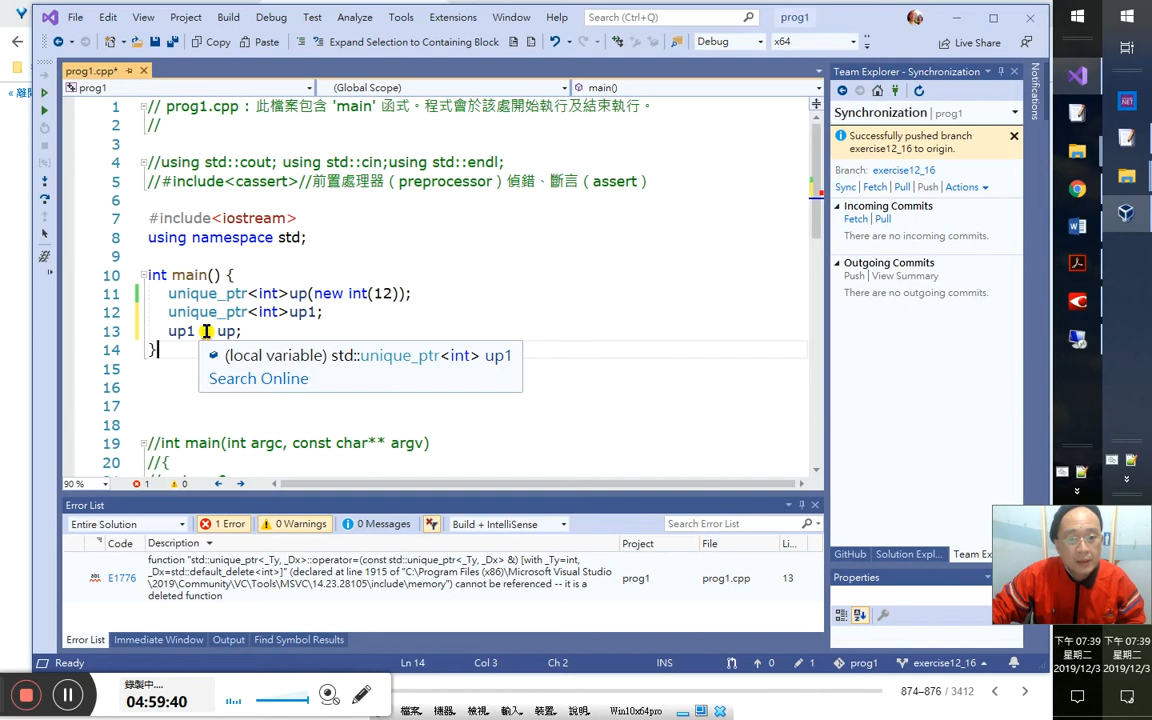 File Edit View Project Build Debug Test Analyze Tools Extensions Window Help Search (Ctrl+Q) prog1
Copy Paste Expand Selection to Containing Block Debug x64 Live Share
prog1.cpp*
prog1 (Global Scope) main()
1 // prog1.cpp : 此檔案包含 'main' 函式。程式會於該處開始執行及結束執行。
2 //
3
4 //using std::cout; using std::cin;using std::endl;
5 //#include<cassert>//前置處理器(preprocessor)偵錯、斷言(assert)
6
7 #include<iostream>
8 using namespace std;
9
10 int main() {
11 unique_ptr<int>up(new int(12));
12 unique_ptr<int>up1;
13 up1 up;
14 }
(local variable) std::unique_ptr<int> up1
Search Online
15
16
17
18
19 //int main(int argc, const char** argv)
20 //{
90 % 1 0
Error List
Entire Solution 1 Error 0 Warnings 0 Messages Build + IntelliSense Search Error List
Code Description Project File Li...
E1776 function "std::unique_ptr<_Ty, _Dx>::operator=(const std::unique_ptr<_Ty, _Dx> &) [with _Ty=int,
_Dx=std::default_delete<int>]" (declared at line 1915 of "C:\Program Files (x86)\Microsoft Visual Studio
\2019\Community\VC\Tools\MSVC\14.23.28105\include\memory") cannot be referenced -- it is a
deleted function
prog1 prog1.cpp 13
Error List Immediate Window Output Find Symbol Results
Ready Ln 14 Col 3 Ch 2 INS 0 1 prog1 exercise12_16
Team Explorer - Synchronization
Synchronization prog1
Successfully pushed branch
exercise12_16 to origin.
Branch: exercise12_16
Sync Fetch Pull Push Actions
Incoming Commits
Fetch Pull
There are no incoming commits.
Outgoing Commits
Push View Summary
There are no outgoing commits.
GitHub Solution Expl... Team Ex
Properties
Notifications
錄製中...
04:59:40
874–876 / 3412
檔案, 機器, 檢視, 輸入, 裝置, 說明, Win10x64pro
下午 07:39
星期二
2019/12/3
下午 07:39
星期二
2019/12/3